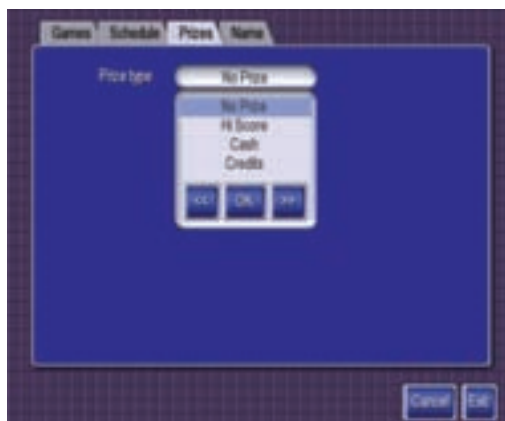 Games Schedule Prizes Name
Prize type No Prize
No Prize
Hi Score
Cash
Credits
<< OK >>
Cancel Exit